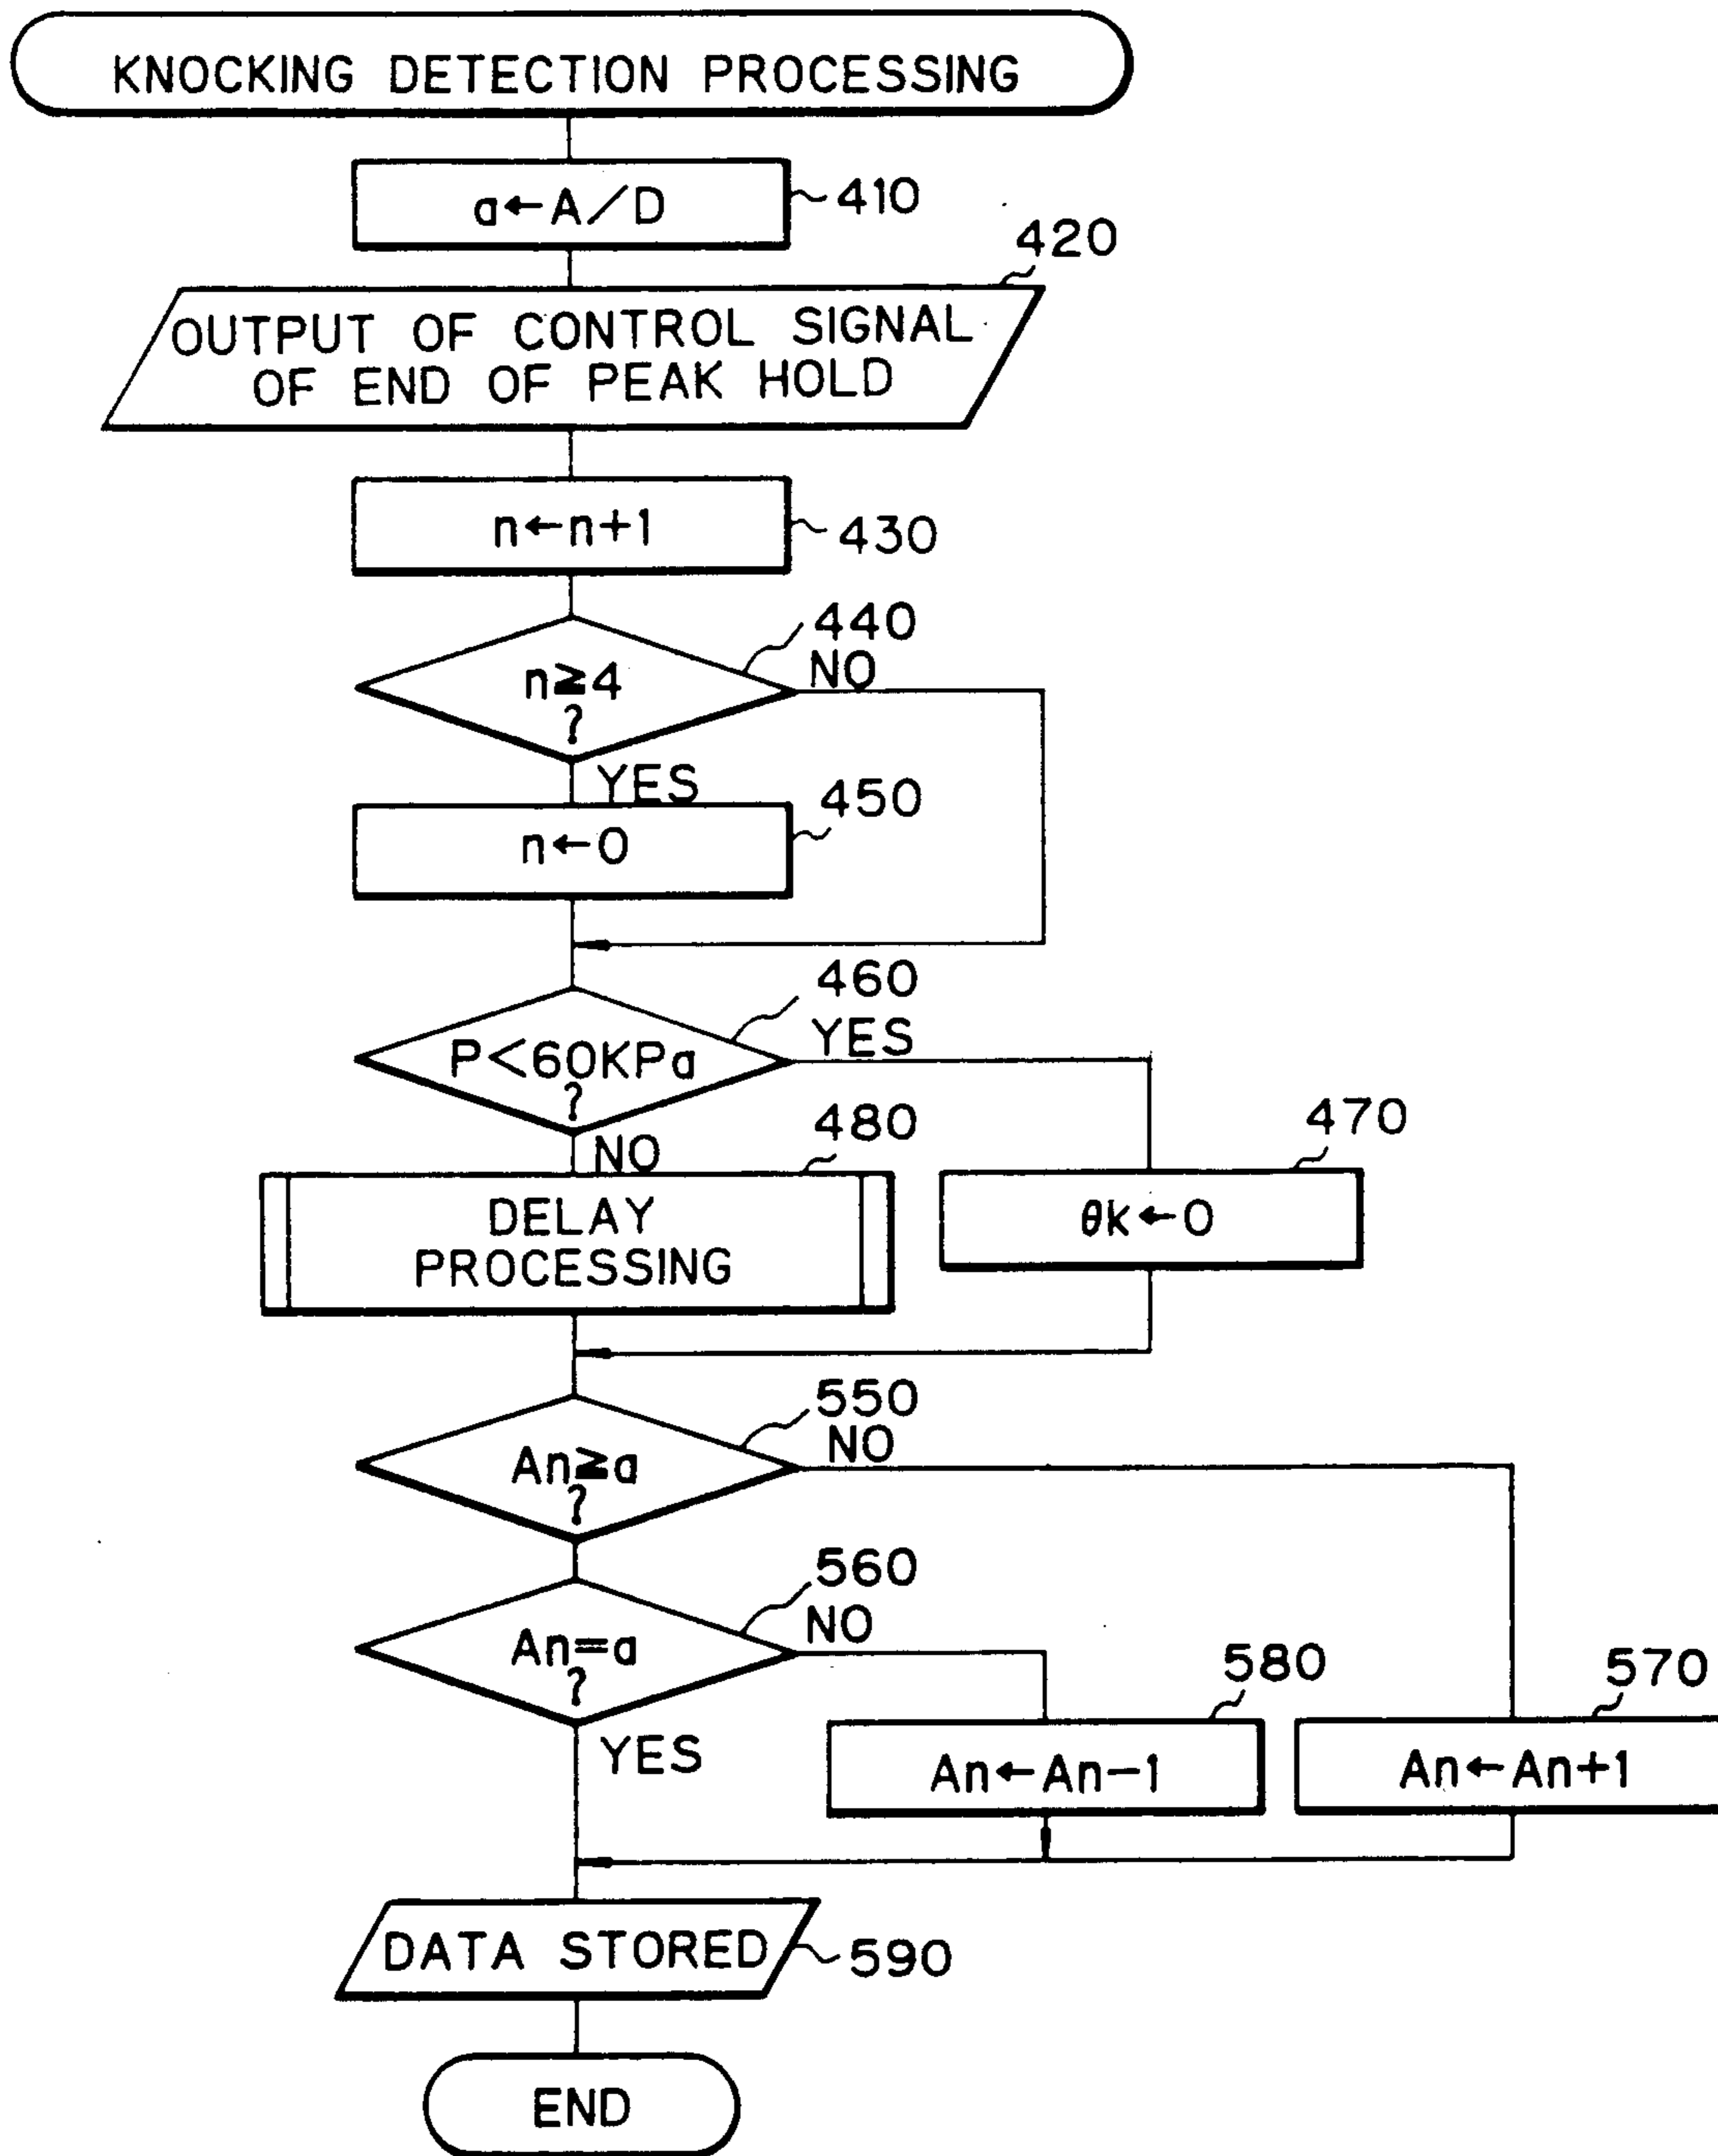 KNOCKING DETECTION PROCESSING
a←A/D
410
420
OUTPUT OF CONTROL SIGNAL
OF END OF PEAK HOLD
n←n+1
430
440
n≧4
?
NO
YES
450
n←0
460
P<60KPa
?
YES
NO
480
470
DELAY
PROCESSING
θk←0
550
An≧a
?
NO
560
An=a
?
NO
YES
580
570
An←An-1
An←An+1
DATA STORED
590
END